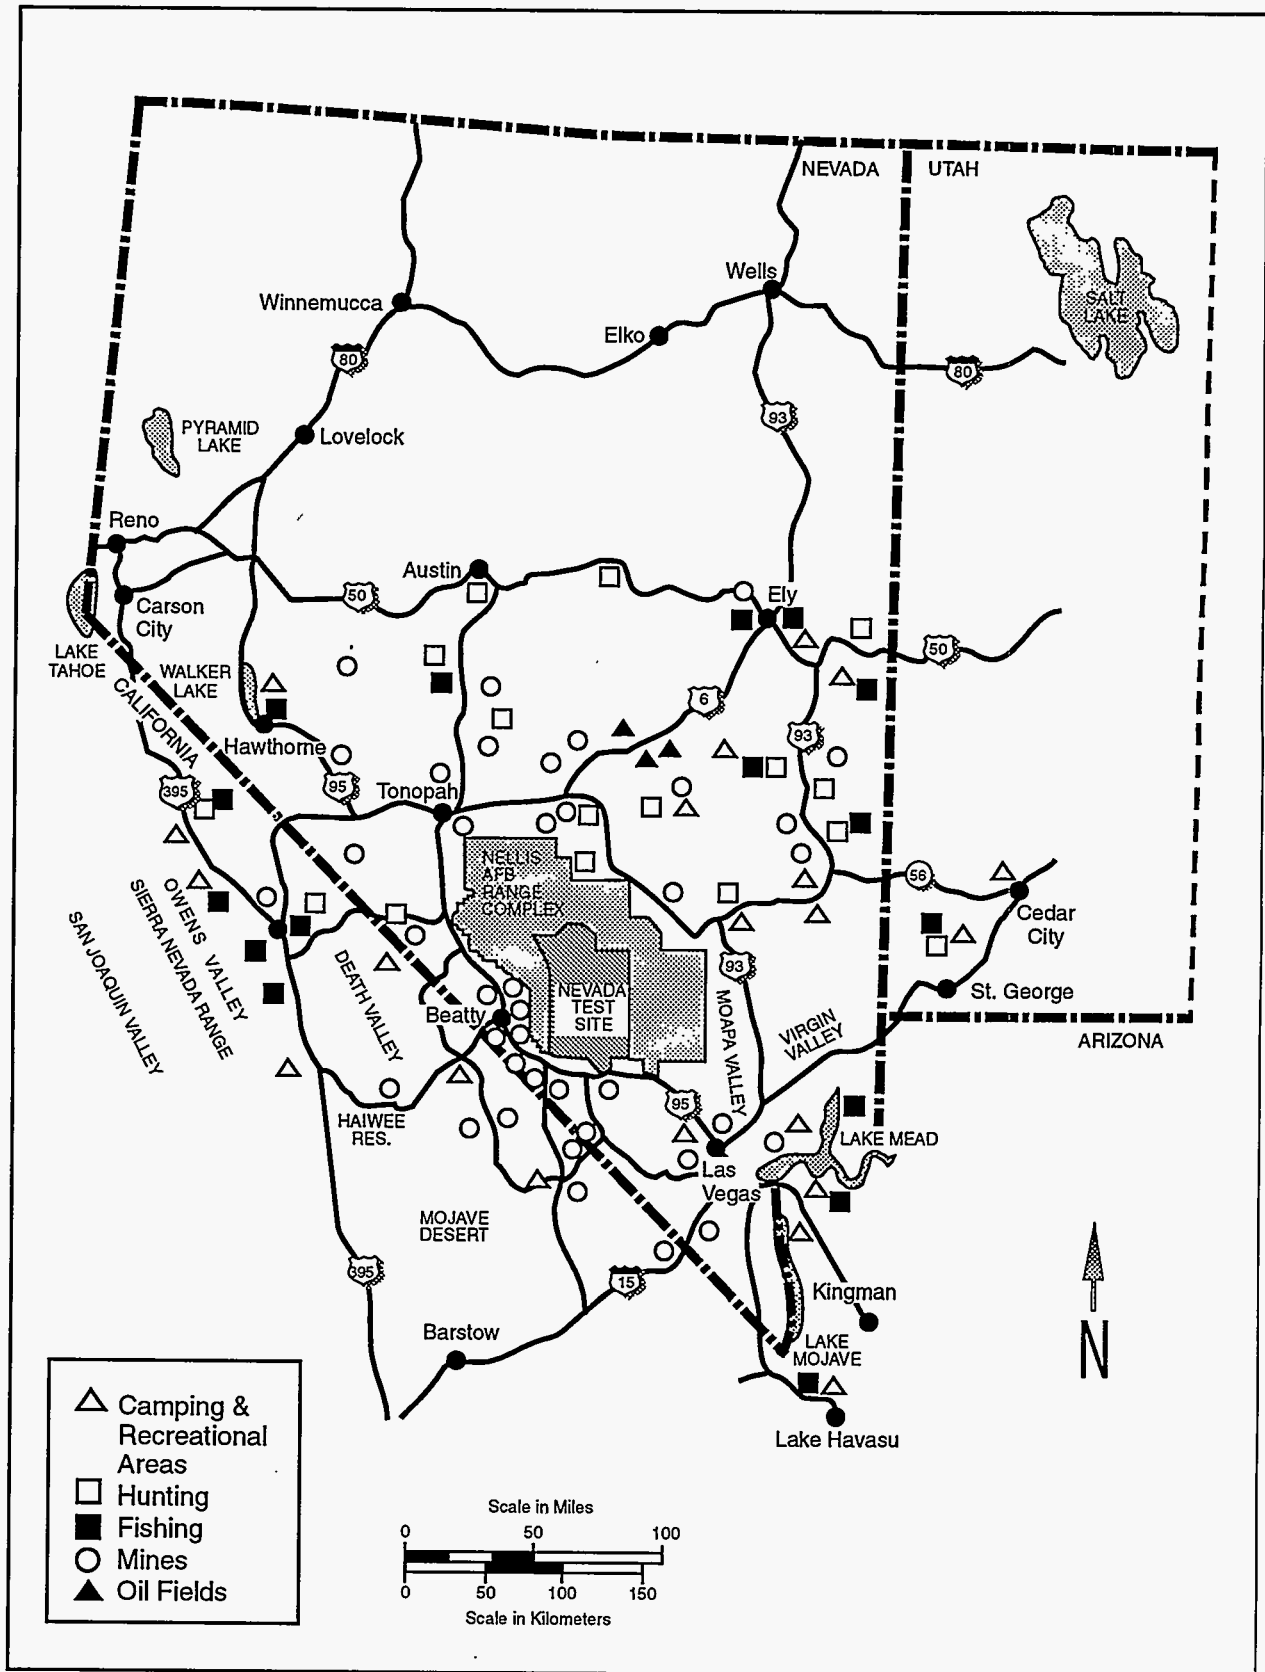 NEVADA
UTAH
Wells
SALT
LAKE
Winnemucca
Elko
80
80
93
PYRAMID
LAKE
Lovelock
Reno
Austin
50
Ely
Carson
City
50
LAKE
TAHOE
WALKER
LAKE
CALIFORNIA
6
Hawthorne
93
395
95
Tonopah
NELLIS
AFB
RANGE
COMPLEX
56
Cedar
City
OWENS VALLEY
SIERRA NEVADA RANGE
SAN JOAQUIN VALLEY
DEATH VALLEY
93
NEVADA
TEST
SITE
St. George
Beatty
MOAPA VALLEY
VIRGIN
VALLEY
ARIZONA
95
HAIWEE
RES.
LAKE MEAD
Las
Vegas
MOJAVE
DESERT
395
15
Kingman
Barstow
LAKE
MOJAVE
N
Lake Havasu
Camping &
Recreational
Areas
Hunting
Fishing
Mines
Oil Fields
Scale in Miles
0 50 100
0 50 100 150
Scale in Kilometers